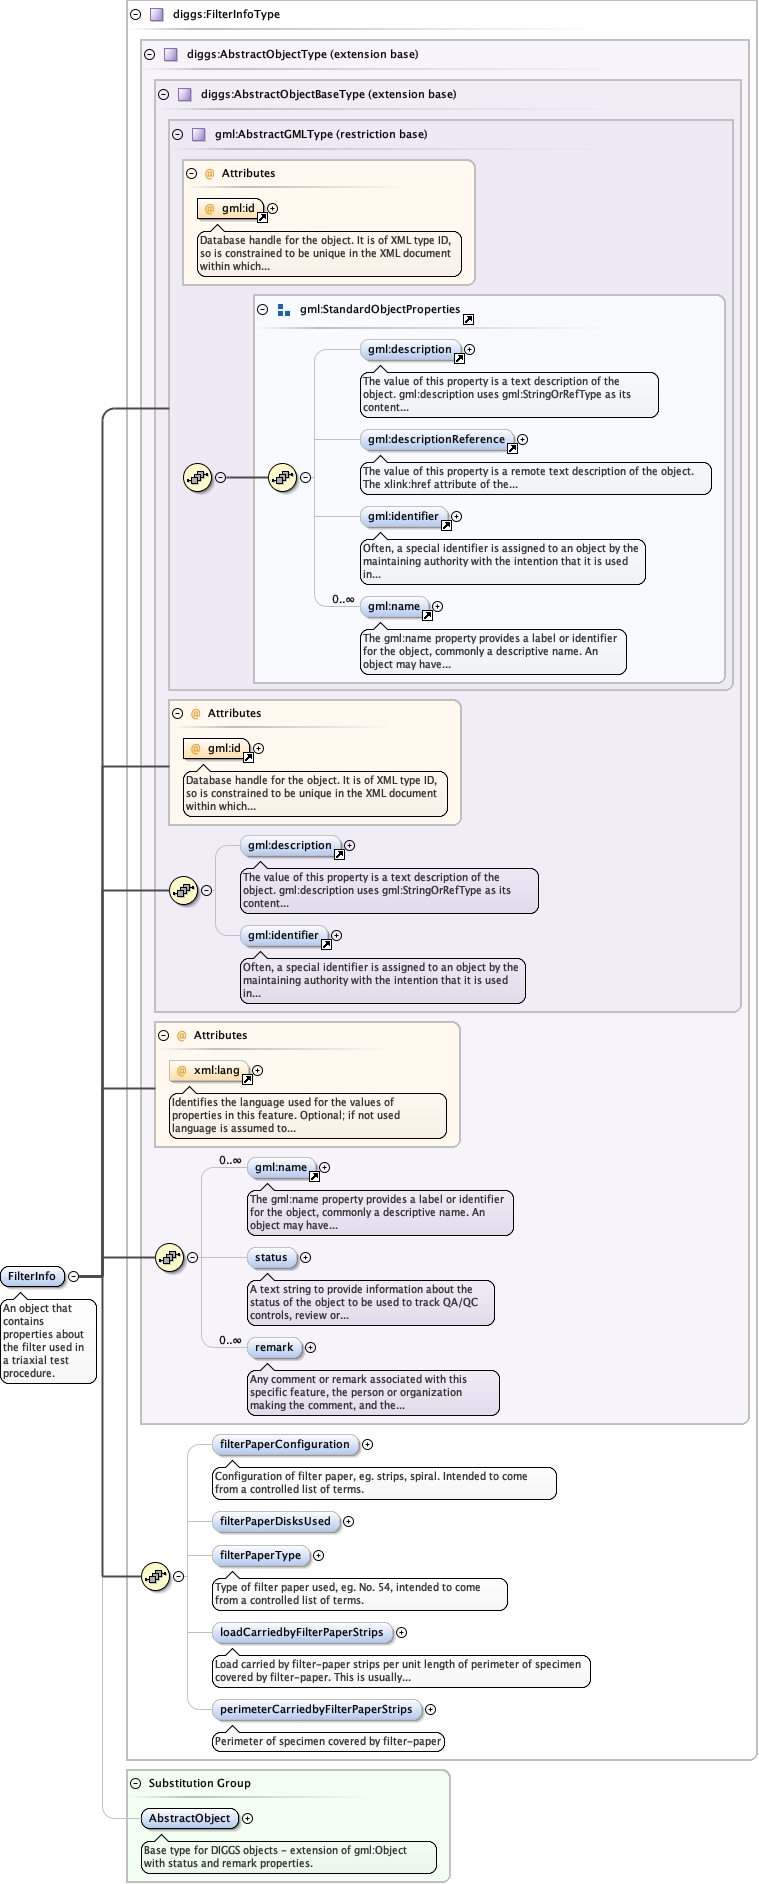 diggs:FilterInfoType
diggs:AbstractObjectType (extension base)
diggs:AbstractObjectBaseType (extension base)
gml:AbstractGMLType (restriction base)
@ Attributes
@ gml:id
Database handle for the object. It is of XML type ID,
so is constrained to be unique in the XML document
within which...
gml:StandardObjectProperties
gml:description
The value of this property is a text description of the
object. gml:description uses gml:StringOrRefType as its
content...
gml:descriptionReference
The value of this property is a remote text description of the object.
The xlink:href attribute of the...
gml:identifier
Often, a special identifier is assigned to an object by the
maintaining authority with the intention that it is used
in...
0..∞
gml:name
The gml:name property provides a label or identifier
for the object, commonly a descriptive name. An
object may have...
@ Attributes
@ gml:id
Database handle for the object. It is of XML type ID,
so is constrained to be unique in the XML document
within which...
gml:description
The value of this property is a text description of the
object. gml:description uses gml:StringOrRefType as its
content...
gml:identifier
Often, a special identifier is assigned to an object by the
maintaining authority with the intention that it is used
in...
@ Attributes
@ xml:lang
Identifies the language used for the values of
properties in this feature. Optional; if not used
language is assumed to...
0..∞
gml:name
The gml:name property provides a label or identifier
for the object, commonly a descriptive name. An
object may have...
status
A text string to provide information about the
status of the object to be used to track QA/QC
controls, review or...
0..∞
remark
Any comment or remark associated with this
specific feature, the person or organization
making the comment, and the...
FilterInfo
An object that
contains
properties about
the filter used in
a triaxial test
procedure.
filterPaperConfiguration
Configuration of filter paper, eg. strips, spiral. Intended to come
from a controlled list of terms.
filterPaperDisksUsed
filterPaperType
Type of filter paper used, eg. No. 54, intended to come
from a controlled list of terms.
loadCarriedbyFilterPaperStrips
Load carried by filter-paper strips per unit length of perimeter of specimen
covered by filter-paper. This is usually...
perimeterCarriedbyFilterPaperStrips
Perimeter of specimen covered by filter-paper
Substitution Group
AbstractObject
Base type for DIGGS objects - extension of gml:Object
with status and remark properties.